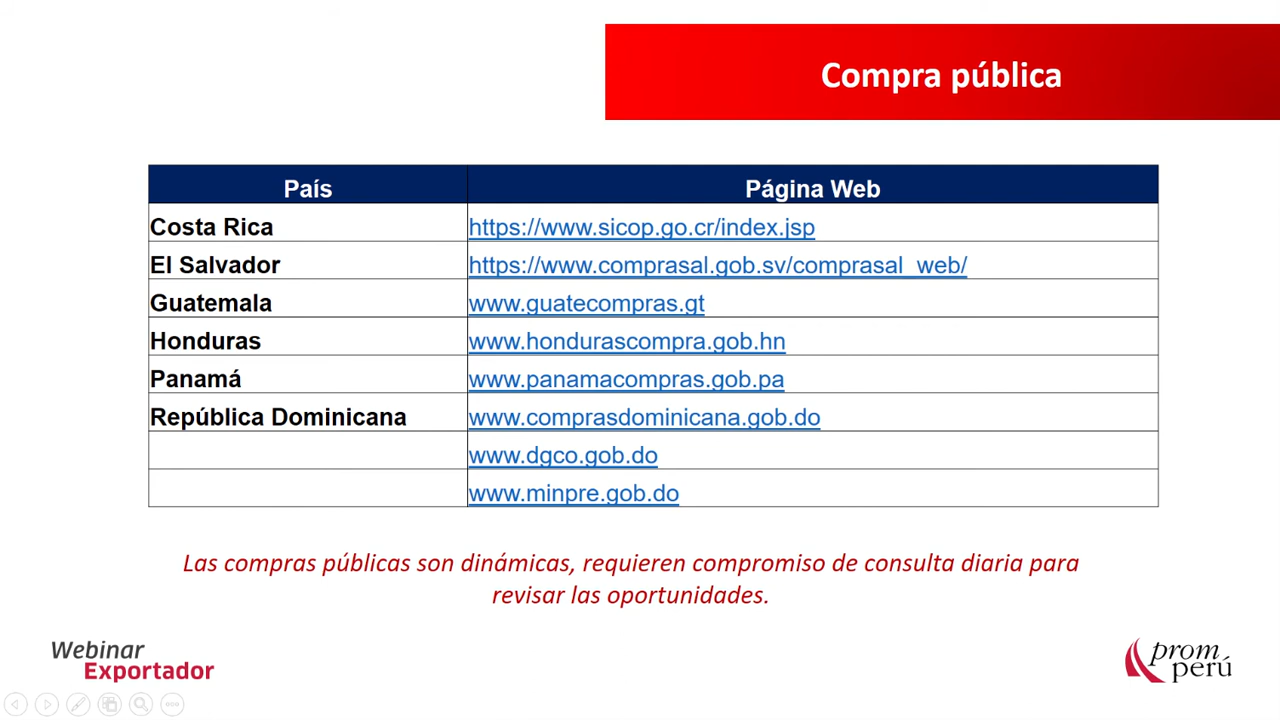 Compra pública
País Página Web
Costa Rica https://www.sicop.go.cr/index.jsp
El Salvador https://www.comprasal.gob.sv/comprasal_web/
Guatemala www.guatecompras.gt
Honduras www.hondurascompra.gob.hn
Panamá www.panamacompras.gob.pa
República Dominicana www.comprasdominicana.gob.do
www.dgco.gob.do
www.minpre.gob.do
Las compras públicas son dinámicas, requieren compromiso de consulta diaria para
revisar las oportunidades.
Webinar
Exportador
prom
perú